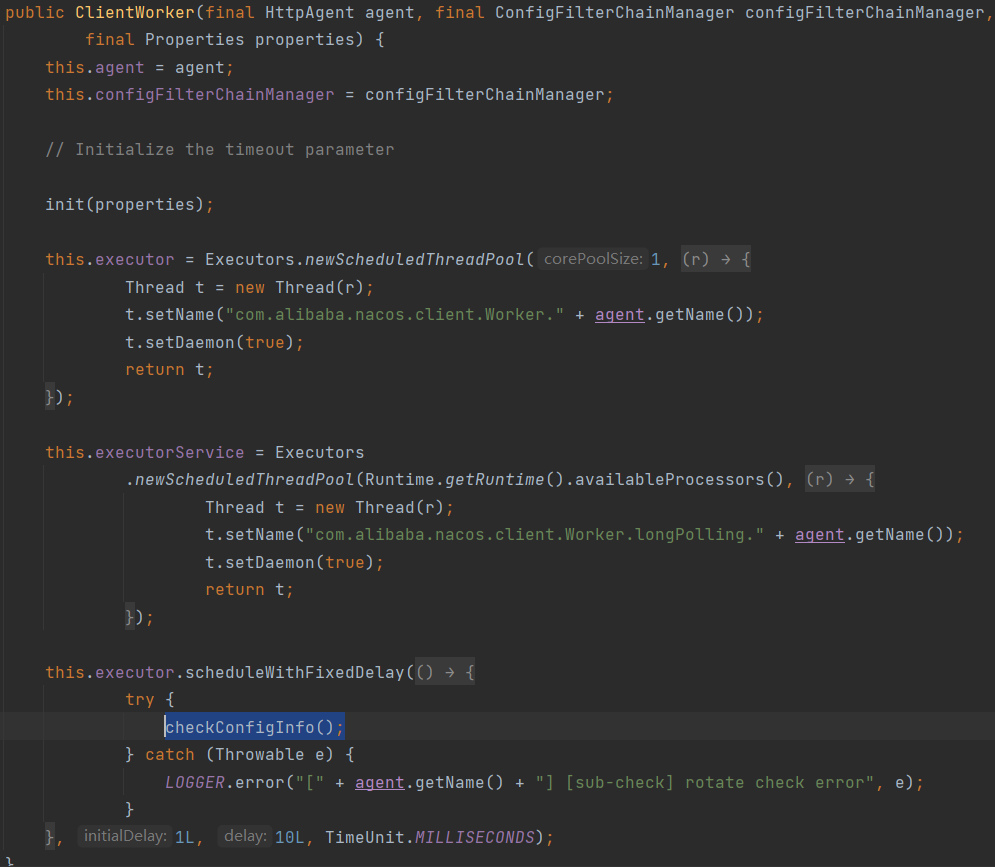 public ClientWorker(final HttpAgent agent, final ConfigFilterChainManager configFilterChainManager,
        final Properties properties) {
    this.agent = agent;
    this.configFilterChainManager = configFilterChainManager;

    // Initialize the timeout parameter

    init(properties);

    this.executor = Executors.newScheduledThreadPool( corePoolSize: 1, (r) → {
            Thread t = new Thread(r);
            t.setName("com.alibaba.nacos.client.Worker." + agent.getName());
            t.setDaemon(true);
            return t;
    });

    this.executorService = Executors
            .newScheduledThreadPool(Runtime.getRuntime().availableProcessors(), (r) → {
                    Thread t = new Thread(r);
                    t.setName("com.alibaba.nacos.client.Worker.longPolling." + agent.getName());
                    t.setDaemon(true);
                    return t;
            });

    this.executor.scheduleWithFixedDelay(() → {
            try {
                checkConfigInfo();
            } catch (Throwable e) {
                LOGGER.error("[" + agent.getName() + "] [sub-check] rotate check error", e);
            }
    }, initialDelay: 1L, delay: 10L, TimeUnit.MILLISECONDS);
}